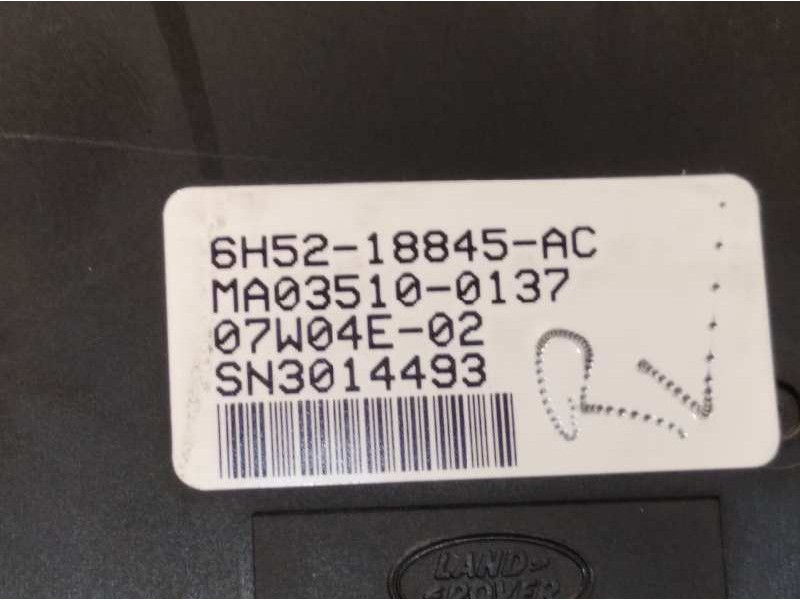 6H52-18845-AC
MA03510-0137
07W04E-02
SN3014493
LAND-
ROVER